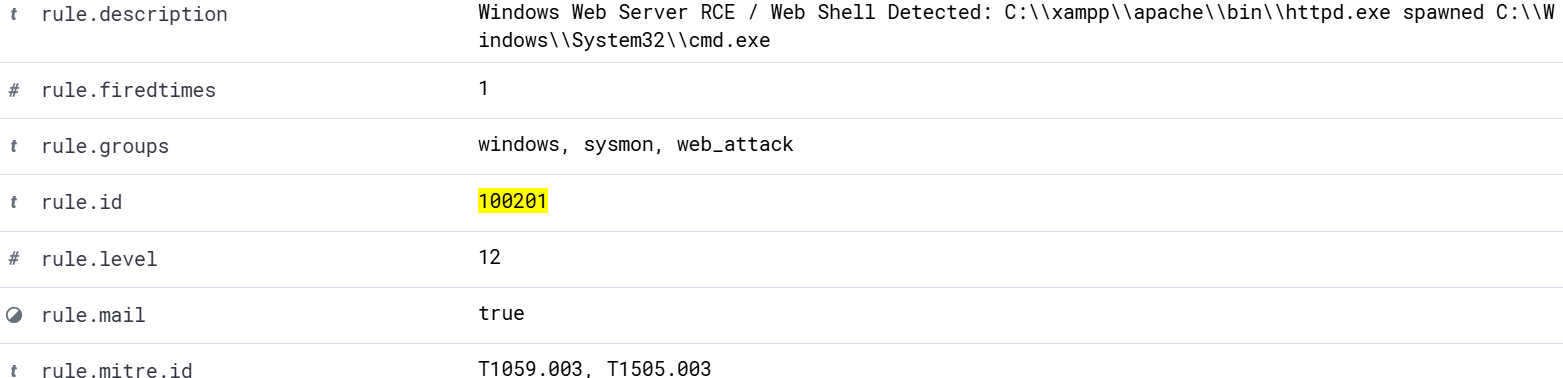 t rule.description Windows Web Server RCE / Web Shell Detected: C:\\xampp\\apache\\bin\\httpd.exe spawned C:\\W
indows\\System32\\cmd.exe
# rule.firedtimes 1
t rule.groups windows, sysmon, web_attack
t rule.id 100201
# rule.level 12
rule.mail true
t rule.mitre.id T1059.003, T1505.003